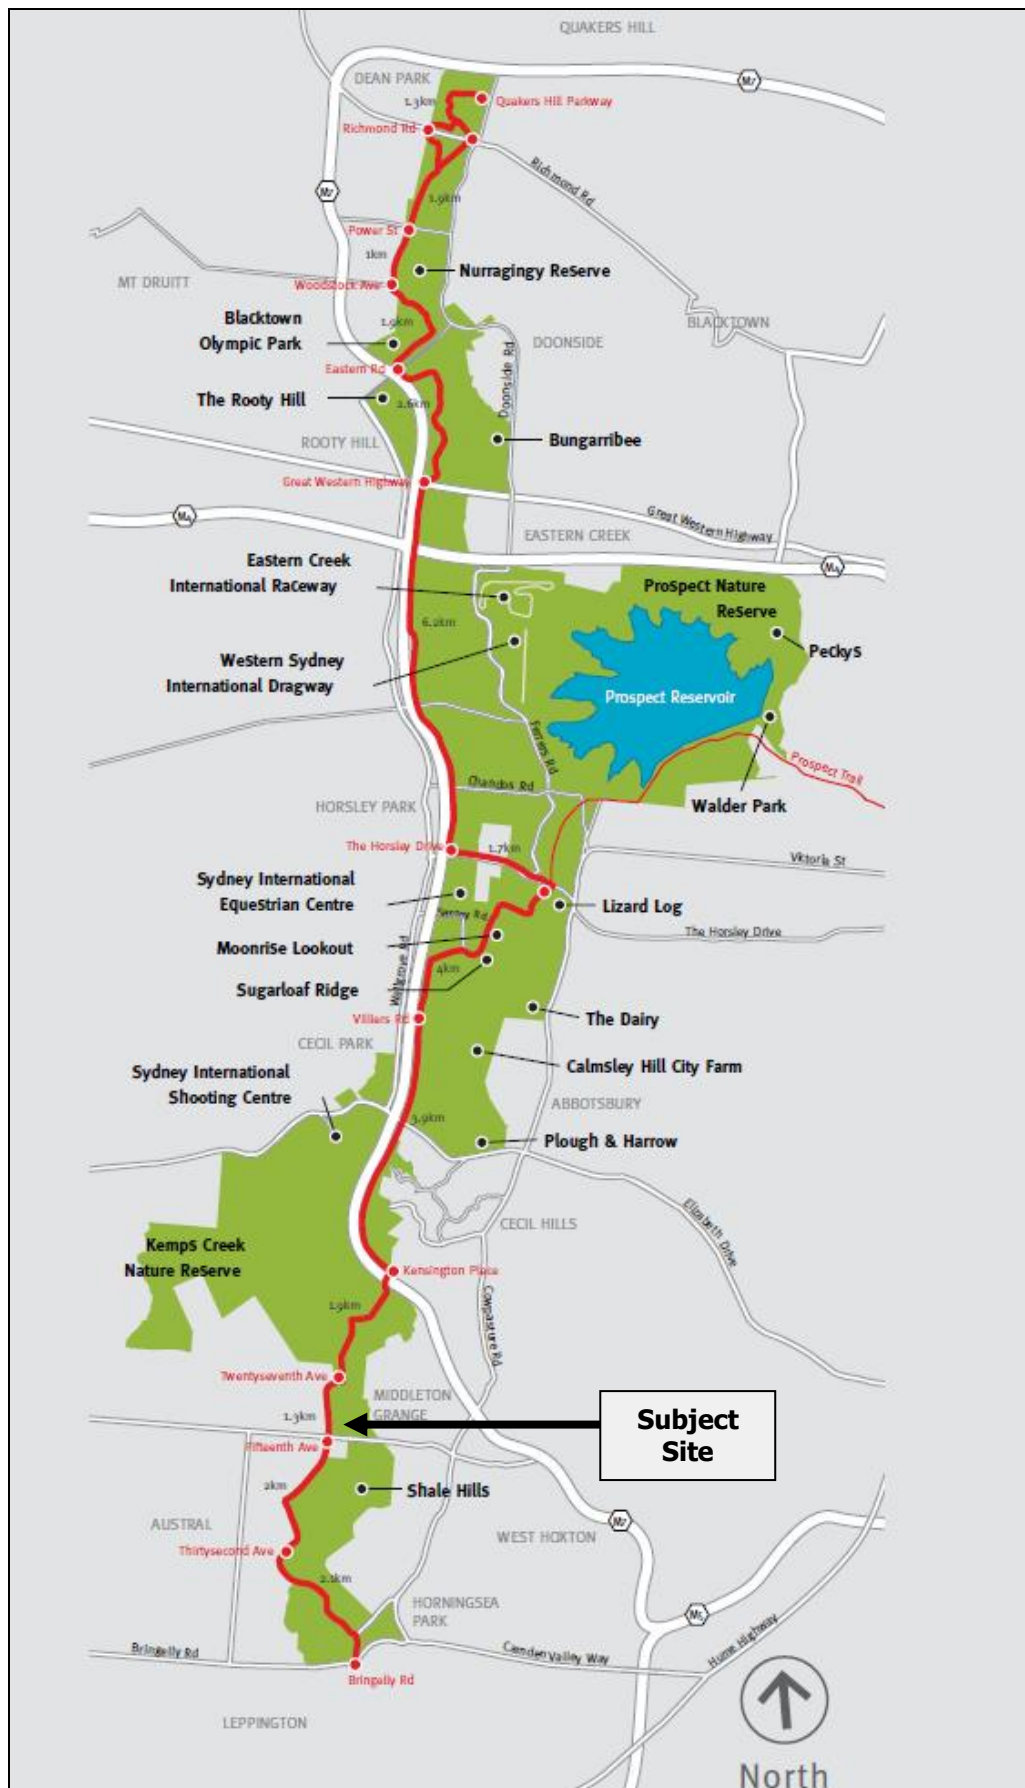 QUAKERS HILL
DEAN PARK
M7
1.3km
Quakers Hill Parkway
Richmond Rd
Richmond Rd
M7
1.9km
Power St
1km
Nurragingy Reserve
MT DRUITT
Woodstock Ave
Blacktown
Olympic Park
1.9km
DOONSIDE
BLACKTOWN
Doonside Rd
Eastern Rd
The Rooty Hill
2.6km
ROOTY HILL
Bungarribee
Great Western Highway
M4
Great Western Highway
EASTERN CREEK
Eastern Creek
International Raceway
M4
Prospect Nature
Reserve
6.2km
Peckys
Western Sydney
International Dragway
Prospect Reservoir
Ferrers Rd
Prospect Trail
Chandos Rd
HORSLEY PARK
Walder Park
The Horsley Drive
1.7km
Viktoria St
Sydney International
Equestrian Centre
Lizard Log
The Horsley Drive
Moonrise Lookout
4km
Sugarloaf Ridge
Wallgrove Rd
Villiers Rd
The Dairy
CECIL PARK
Calmsley Hill City Farm
Sydney International
Shooting Centre
ABBOTSBURY
3.9km
Plough & Harrow
Elizabeth Drive
CECIL HILLS
Kemps Creek
Nature Reserve
Kensington Place
1.9km
Cowpasture Rd
Twentyseventh Ave
MIDDLETON
GRANGE
1.3km
Subject
Site
Fifteenth Ave
2km
Shale Hills
AUSTRAL
M7
WEST HOXTON
Thirtysecond Ave
2.1km
HORNINGSEA
PARK
M5
Hume Highway
Bringelly Rd
Camden Valley Way
Bringelly Rd
LEPPINGTON
North